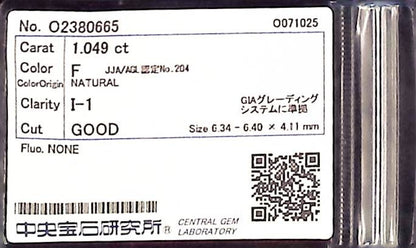 No. O2380665 O071025
Carat 1.049 ct
Color F JJA/AGL認定No.204
ColorOrigin NATURAL
Clarity I-1 GIAグレーディング
システムに準拠
Cut GOOD Size 6.34 - 6.40 × 4.11 mm
Fluo. NONE
中央宝石研究所® CENTRAL GEM
LABORATORY